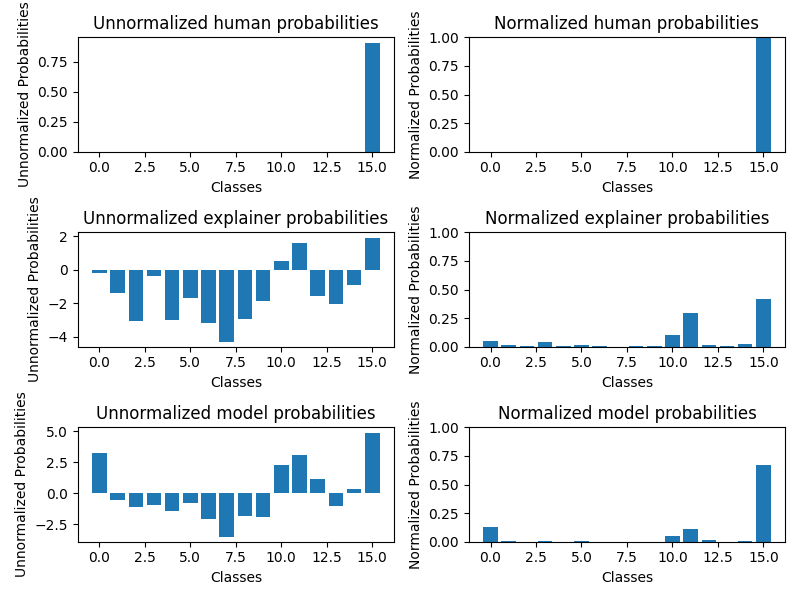 Unnormalized human probabilities
Unnormalized Probabilities
0.75
0.50
0.25
0.00
0.0 2.5 5.0 7.5 10.0 12.5 15.0
Classes
Normalized human probabilities
Normalized Probabilities
1.00
0.75
0.50
0.25
0.00
0.0 2.5 5.0 7.5 10.0 12.5 15.0
Classes
Unnormalized explainer probabilities
Unnormalized Probabilities
2
0
−2
−4
0.0 2.5 5.0 7.5 10.0 12.5 15.0
Classes
Normalized explainer probabilities
Normalized Probabilities
1.00
0.75
0.50
0.25
0.00
0.0 2.5 5.0 7.5 10.0 12.5 15.0
Classes
Unnormalized model probabilities
Unnormalized Probabilities
5.0
2.5
0.0
−2.5
0.0 2.5 5.0 7.5 10.0 12.5 15.0
Classes
Normalized model probabilities
Normalized Probabilities
1.00
0.75
0.50
0.25
0.00
0.0 2.5 5.0 7.5 10.0 12.5 15.0
Classes